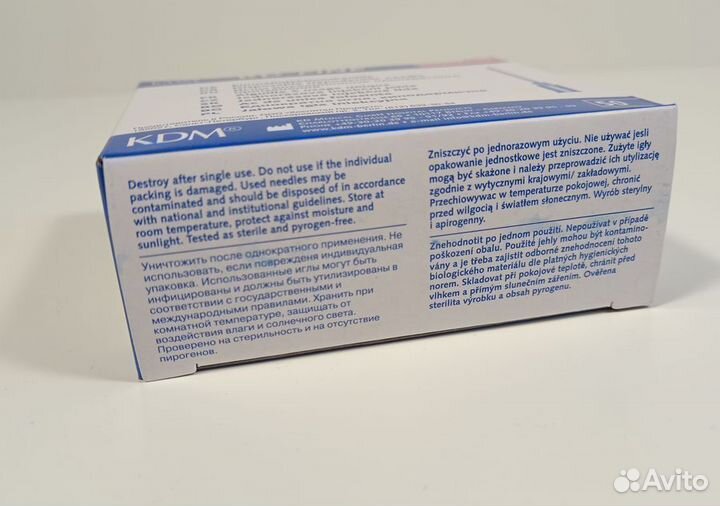 KDM®
www.kdm-berlin.de
50
Destroy after single use. Do not use if the individual
packing is damaged. Used needles may be
contaminated and should be disposed of in accordance
with national and institutional guidelines. Store at
room temperature, protect against moisture and
sunlight. Tested as sterile and pyrogen-free.
Уничтожить после однократного применения. Не
использовать, если повреждена индивидуальная
упаковка. Использованные иглы могут быть
инфицированы и должны быть утилизированы в
соответствии с государственными и
международными правилами. Хранить при
комнатной температуре, защищать от
воздействия влаги и солнечного света.
Проверено на стерильность и на отсутствие
пирогенов.
Zniszczyć po jednorazowym użyciu. Nie używać jesli
opakowanie jednostkowe jest zniszczone. Zużyte igły
mogą być skażone i należy przeprowadzić ich utylizację
zgodnie z wytycznymi krajowymi/ zakładowymi.
Przechowywac w temperaturze pokojowej, chronić
przed wilgocią i światłem słonecznym. Wyrób sterylny
i apirogenny.
Znehodnotit po jednom použití. Nepoužívat v případě
poškození obalu. Použité jehly mohou být kontamino-
vány a je třeba zajistit odborné znehodnocení tohoto
biologického materiálu dle platných hygienických
norem. Skladovat při pokojové teplotě, chránit před
vlhkem a přímým slunečním zářením. Ověřena
sterilita výrobku a obsah pyrogenu.
Avito